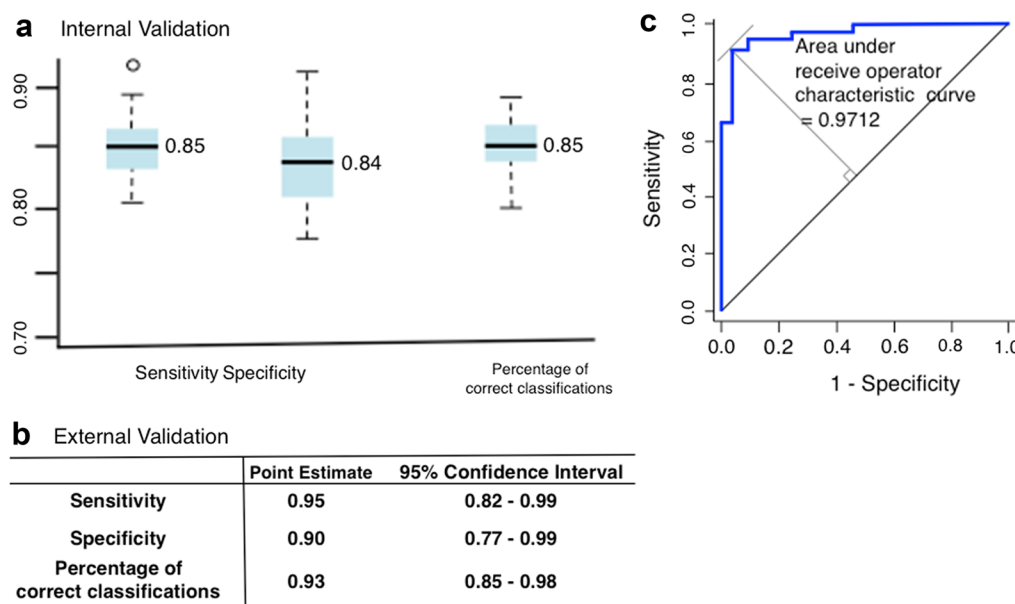 a Internal Validation
0.90
0.80
0.70
0.85
0.84
0.85
Sensitivity Specificity
Percentage of
correct classifications
b External Validation
Point Estimate 95% Confidence Interval
Sensitivity 0.95 0.82 - 0.99
Specificity 0.90 0.77 - 0.99
Percentage of
correct classifications 0.93 0.85 - 0.98
c
Sensitivity
1.0
0.8
0.6
0.4
0.2
0.0
Area under
receive operator
characteristic curve
= 0.9712
0.0 0.2 0.4 0.6 0.8 1.0
1 - Specificity